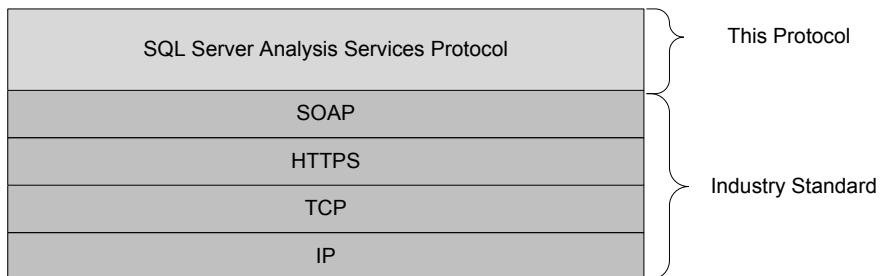 SQL Server Analysis Services Protocol
This Protocol
SOAP
HTTPS
TCP
IP
Industry Standard